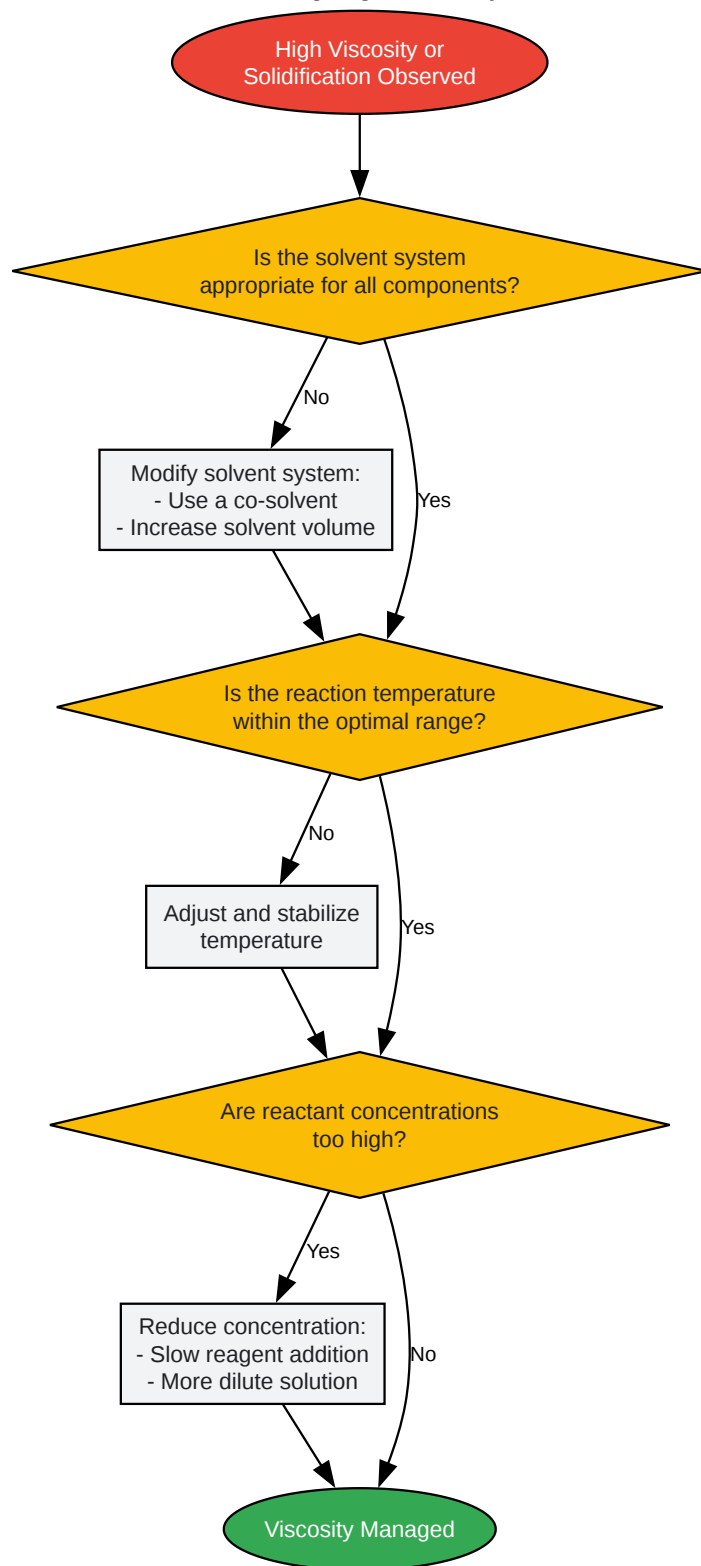 High Viscosity or
Solidification Observed
Is the solvent system
appropriate for all components?
No
Modify solvent system:
- Use a co-solvent
- Increase solvent volume
Yes
Is the reaction temperature
within the optimal range?
No
Adjust and stabilize
temperature
Yes
Are reactant concentrations
too high?
Yes
Reduce concentration:
- Slow reagent addition
- More dilute solution
No
Viscosity Managed